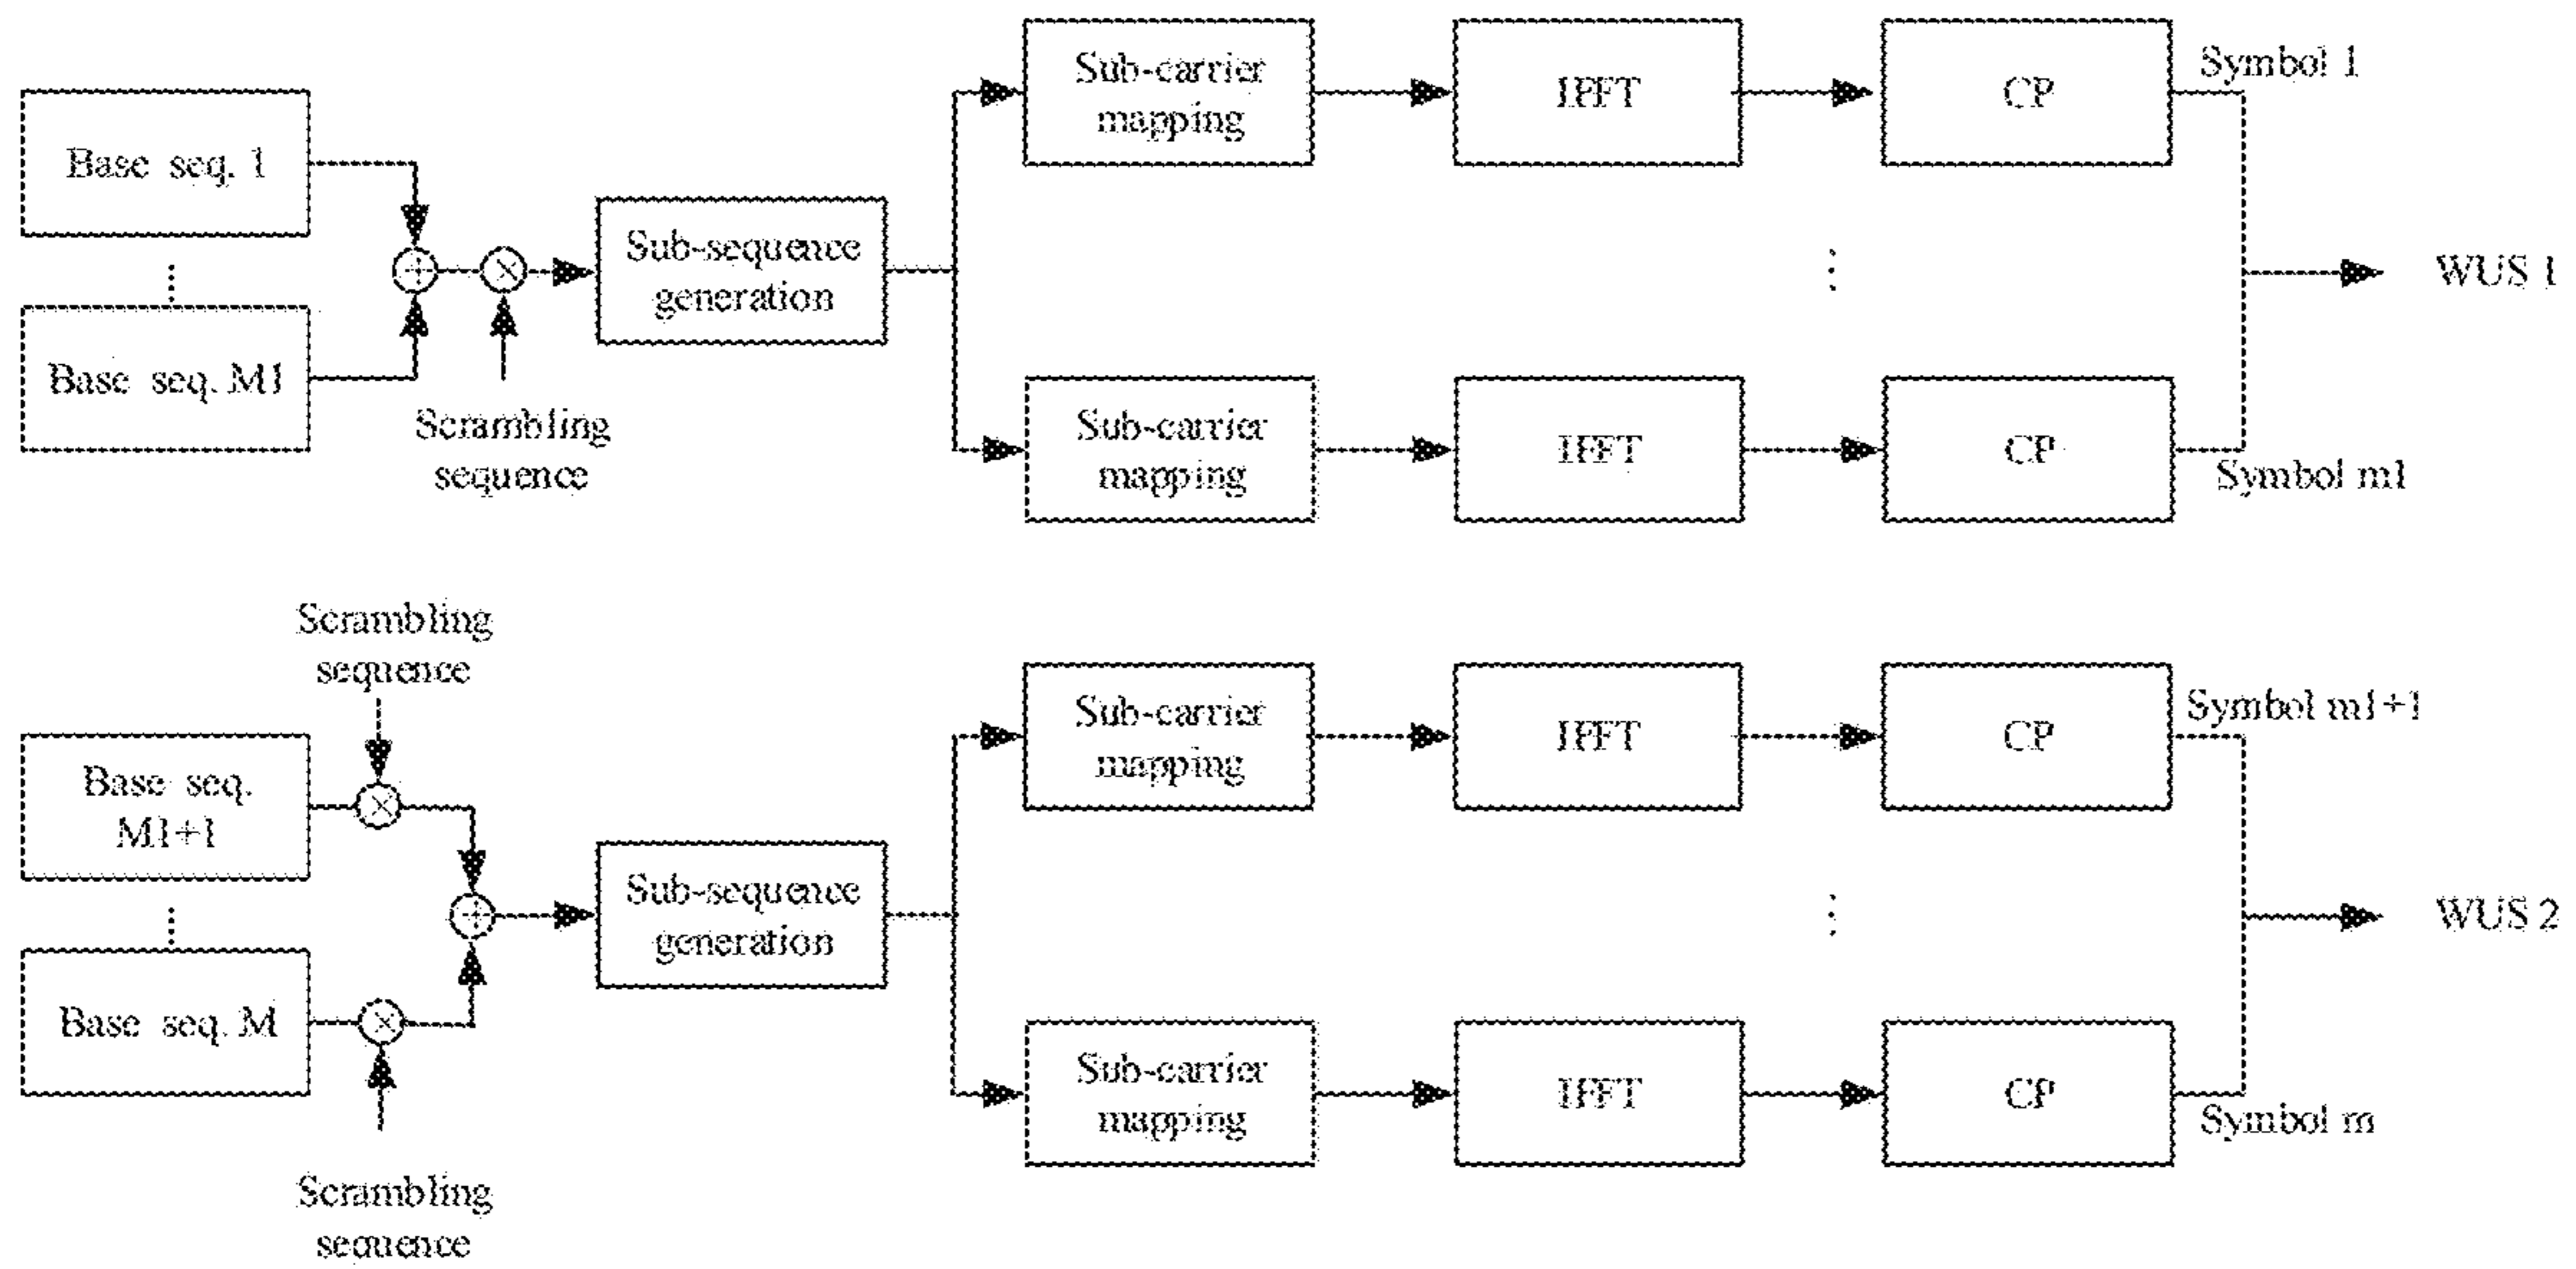 Sub-carrier
mapping
IFFT
CP
Symbol 1
Base seq. 1
Sub-sequence
generation
WUS 1
Base seq. M1
Scrambling
sequence
Sub-carrier
mapping
IFFT
CP
Symbol m1
Scrambling
sequence
Sub-carrier
mapping
IFFT
CP
Symbol m1+1
Base seq.
M1+1
Sub-sequence
generation
WUS 2
Base seq. M
Sub-carrier
mapping
IFFT
CP
Symbol m
Scrambling
sequence